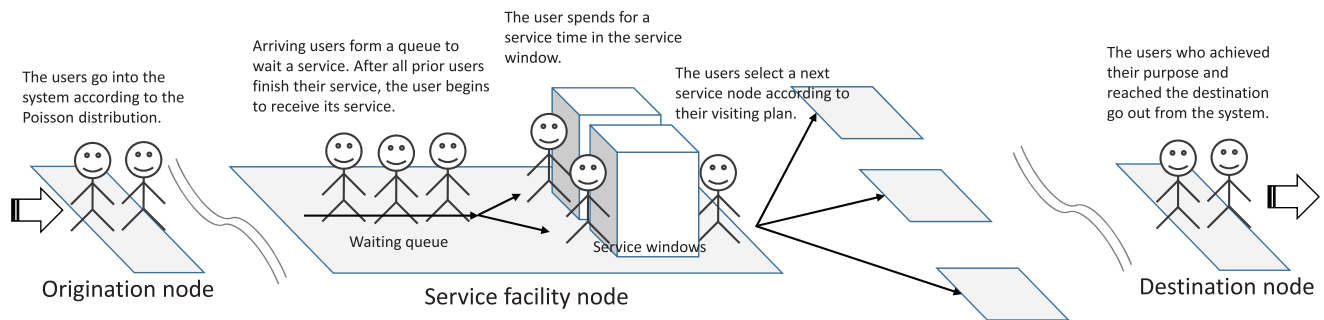 The users go into the
system according to the
Poisson distribution.
Origination node
Arriving users form a queue to
wait a service. After all prior users
finish their service, the user begins
to receive its service.
Waiting queue
The user spends for a
service time in the service
window.
Service windows
Service facility node
The users select a next
service node according to
their visiting plan.
The users who achieved
their purpose and
reached the destination
go out from the system.
Destination node